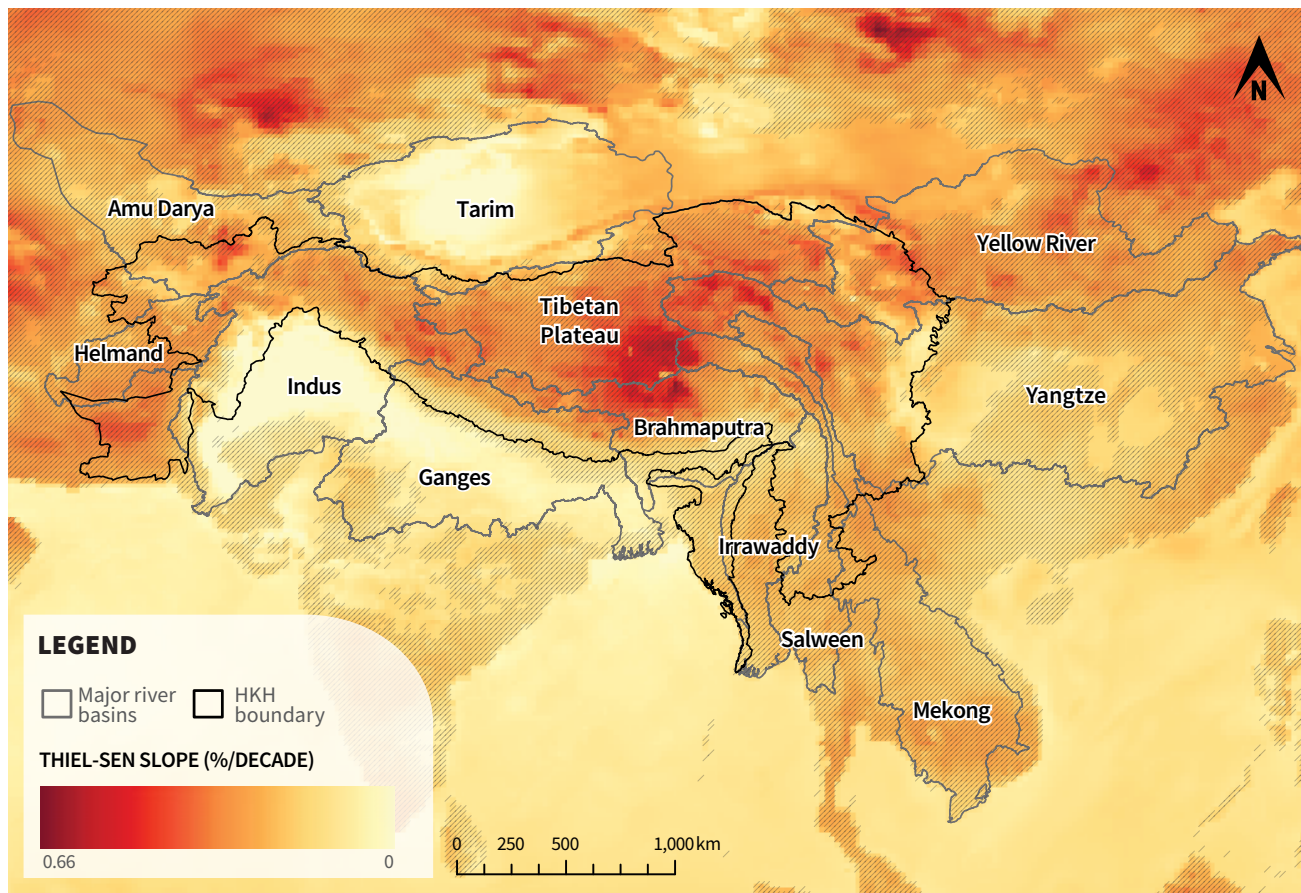 N
Amu Darya
Tarim
Yellow River
Tibetan
Plateau
Helmand
Indus
Yangtze
Brahmaputra
Ganges
Irrawaddy
Salween
Mekong
LEGEND
Major river
basins
HKH
boundary
THIEL-SEN SLOPE (%/DECADE)
0.66 0
0 250 500 1,000 km